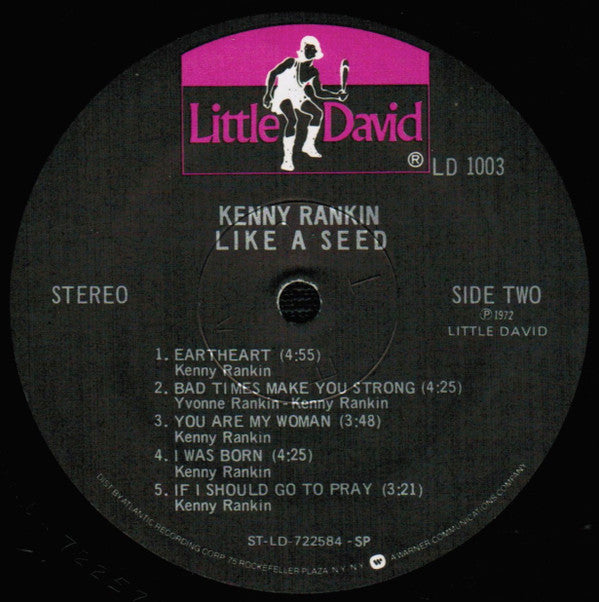 Little David ®
LD 1003
KENNY RANKIN
LIKE A SEED
STEREO
SIDE TWO
℗ 1972
LITTLE DAVID
1. EARTHEART (4:55)
Kenny Rankin
2. BAD TIMES MAKE YOU STRONG (4:25)
Yvonne Rankin - Kenny Rankin
3. YOU ARE MY WOMAN (3:48)
Kenny Rankin
4. I WAS BORN (4:25)
Kenny Rankin
5. IF I SHOULD GO TO PRAY (3:21)
Kenny Rankin
ST-LD-722584-SP
DIST. BY ATLANTIC RECORDING CORP. 75 ROCKEFELLER PLAZA, N.Y. N.Y. W A WARNER COMMUNICATIONS COMPANY